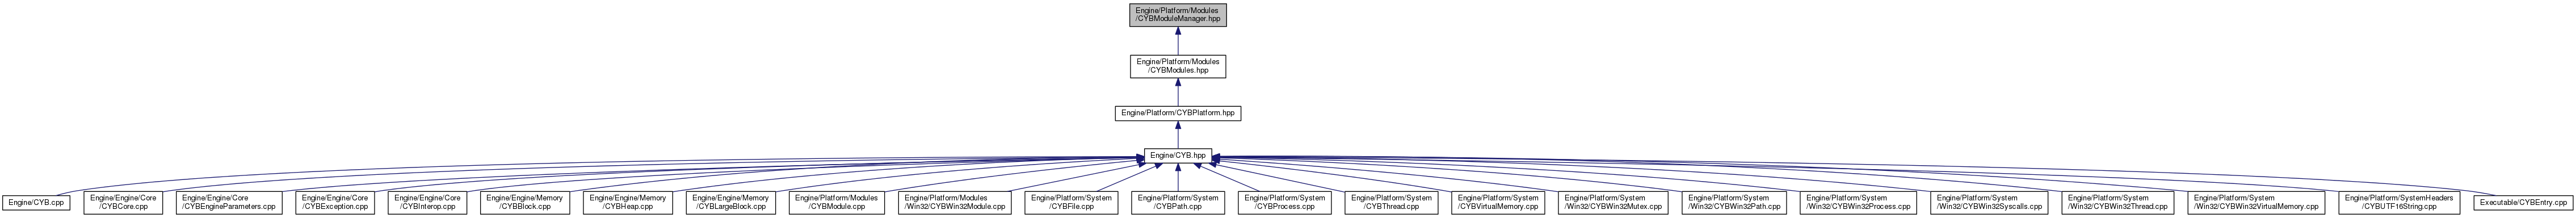 Engine/Platform/Modules
/CYBModuleManager.hpp
Engine/Platform/Modules
/CYBModules.hpp
Engine/Platform/CYBPlatform.hpp
Engine/CYB.hpp
Engine/CYB.cpp
Engine/Engine/Core
/CYBCore.cpp
Engine/Engine/Core
/CYBEngineParameters.cpp
Engine/Engine/Core
/CYBException.cpp
Engine/Engine/Core
/CYBInterop.cpp
Engine/Engine/Memory
/CYBBlock.cpp
Engine/Engine/Memory
/CYBHeap.cpp
Engine/Engine/Memory
/CYBLargeBlock.cpp
Engine/Platform/Modules
/CYBModule.cpp
Engine/Platform/Modules
/Win32/CYBWin32Module.cpp
Engine/Platform/System
/CYBFile.cpp
Engine/Platform/System
/CYBPath.cpp
Engine/Platform/System
/CYBProcess.cpp
Engine/Platform/System
/CYBThread.cpp
Engine/Platform/System
/CYBVirtualMemory.cpp
Engine/Platform/System
/Win32/CYBWin32Mutex.cpp
Engine/Platform/System
/Win32/CYBWin32Path.cpp
Engine/Platform/System
/Win32/CYBWin32Process.cpp
Engine/Platform/System
/Win32/CYBWin32Syscalls.cpp
Engine/Platform/System
/Win32/CYBWin32Thread.cpp
Engine/Platform/System
/Win32/CYBWin32VirtualMemory.cpp
Engine/Platform/SystemHeaders
/CYBUTF16String.cpp
Executable/CYBEntry.cpp